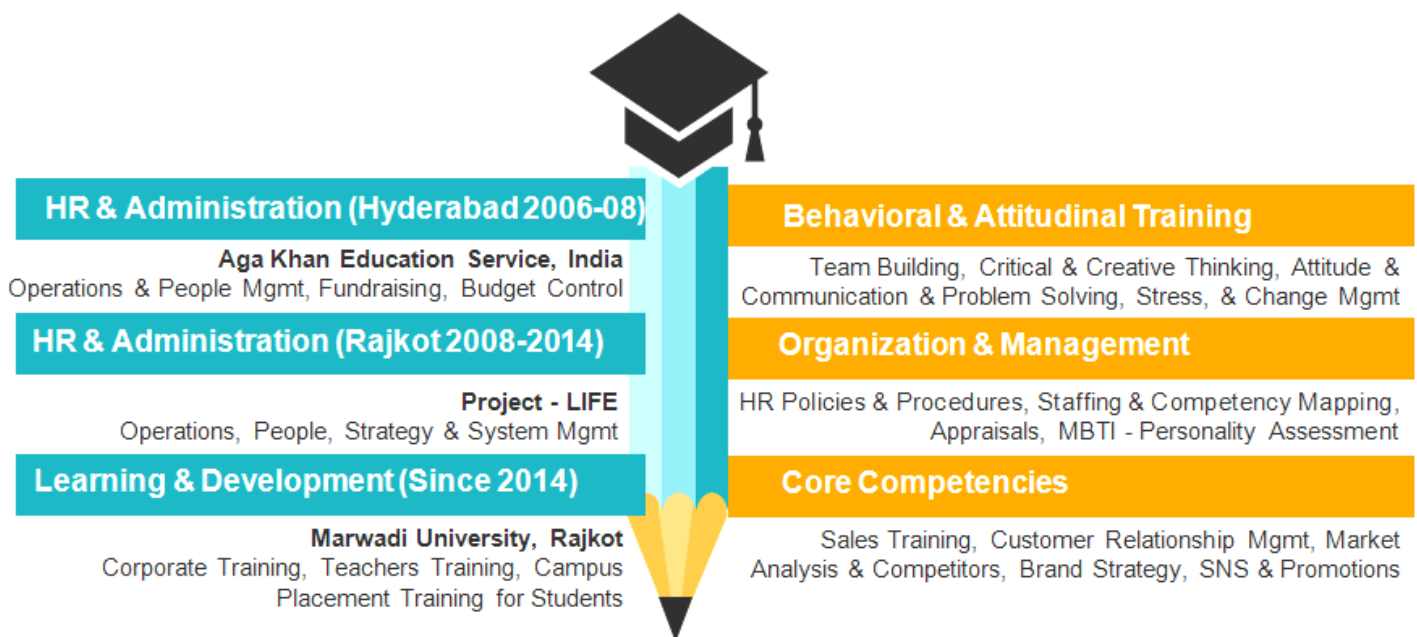 HR & Administration (Hyderabad 2006-08)
Aga Khan Education Service, India
Operations & People Mgmt, Fundraising, Budget Control
HR & Administration (Rajkot 2008-2014)
Project - LIFE
Operations, People, Strategy & System Mgmt
Learning & Development (Since 2014)
Marwadi University, Rajkot
Corporate Training, Teachers Training, Campus
Placement Training for Students
Behavioral & Attitudinal Training
Team Building, Critical & Creative Thinking, Attitude &
Communication & Problem Solving, Stress, & Change Mgmt
Organization & Management
HR Policies & Procedures, Staffing & Competency Mapping,
Appraisals, MBTI - Personality Assessment
Core Competencies
Sales Training, Customer Relationship Mgmt, Market
Analysis & Competitors, Brand Strategy, SNS & Promotions